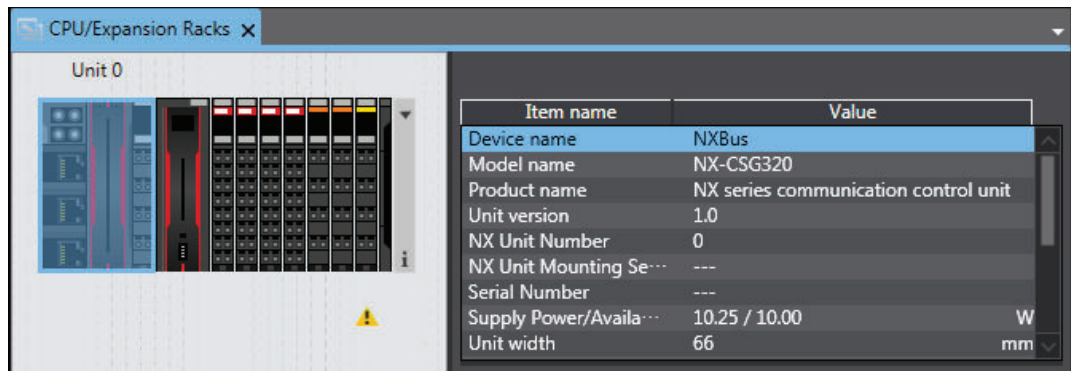 CPU/Expansion Racks
Unit 0
Item name Value
Device name NXBus
Model name NX-CSG320
Product name NX series communication control unit
Unit version 1.0
NX Unit Number 0
NX Unit Mounting Se··· ---
Serial Number ---
Supply Power/Availa··· 10.25 / 10.00 W
Unit width 66 mm